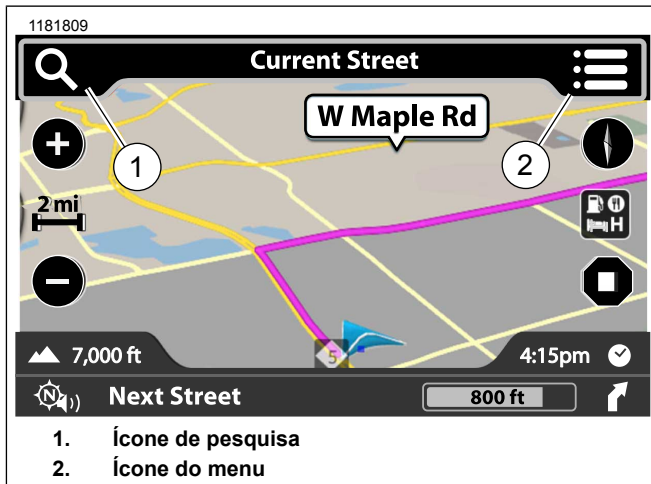 1181809
Current Street
W Maple Rd
1
2
2 mi
H
5
7,000 ft
4:15pm
N
Next Street
800 ft
1. Ícone de pesquisa
2. Ícone do menu